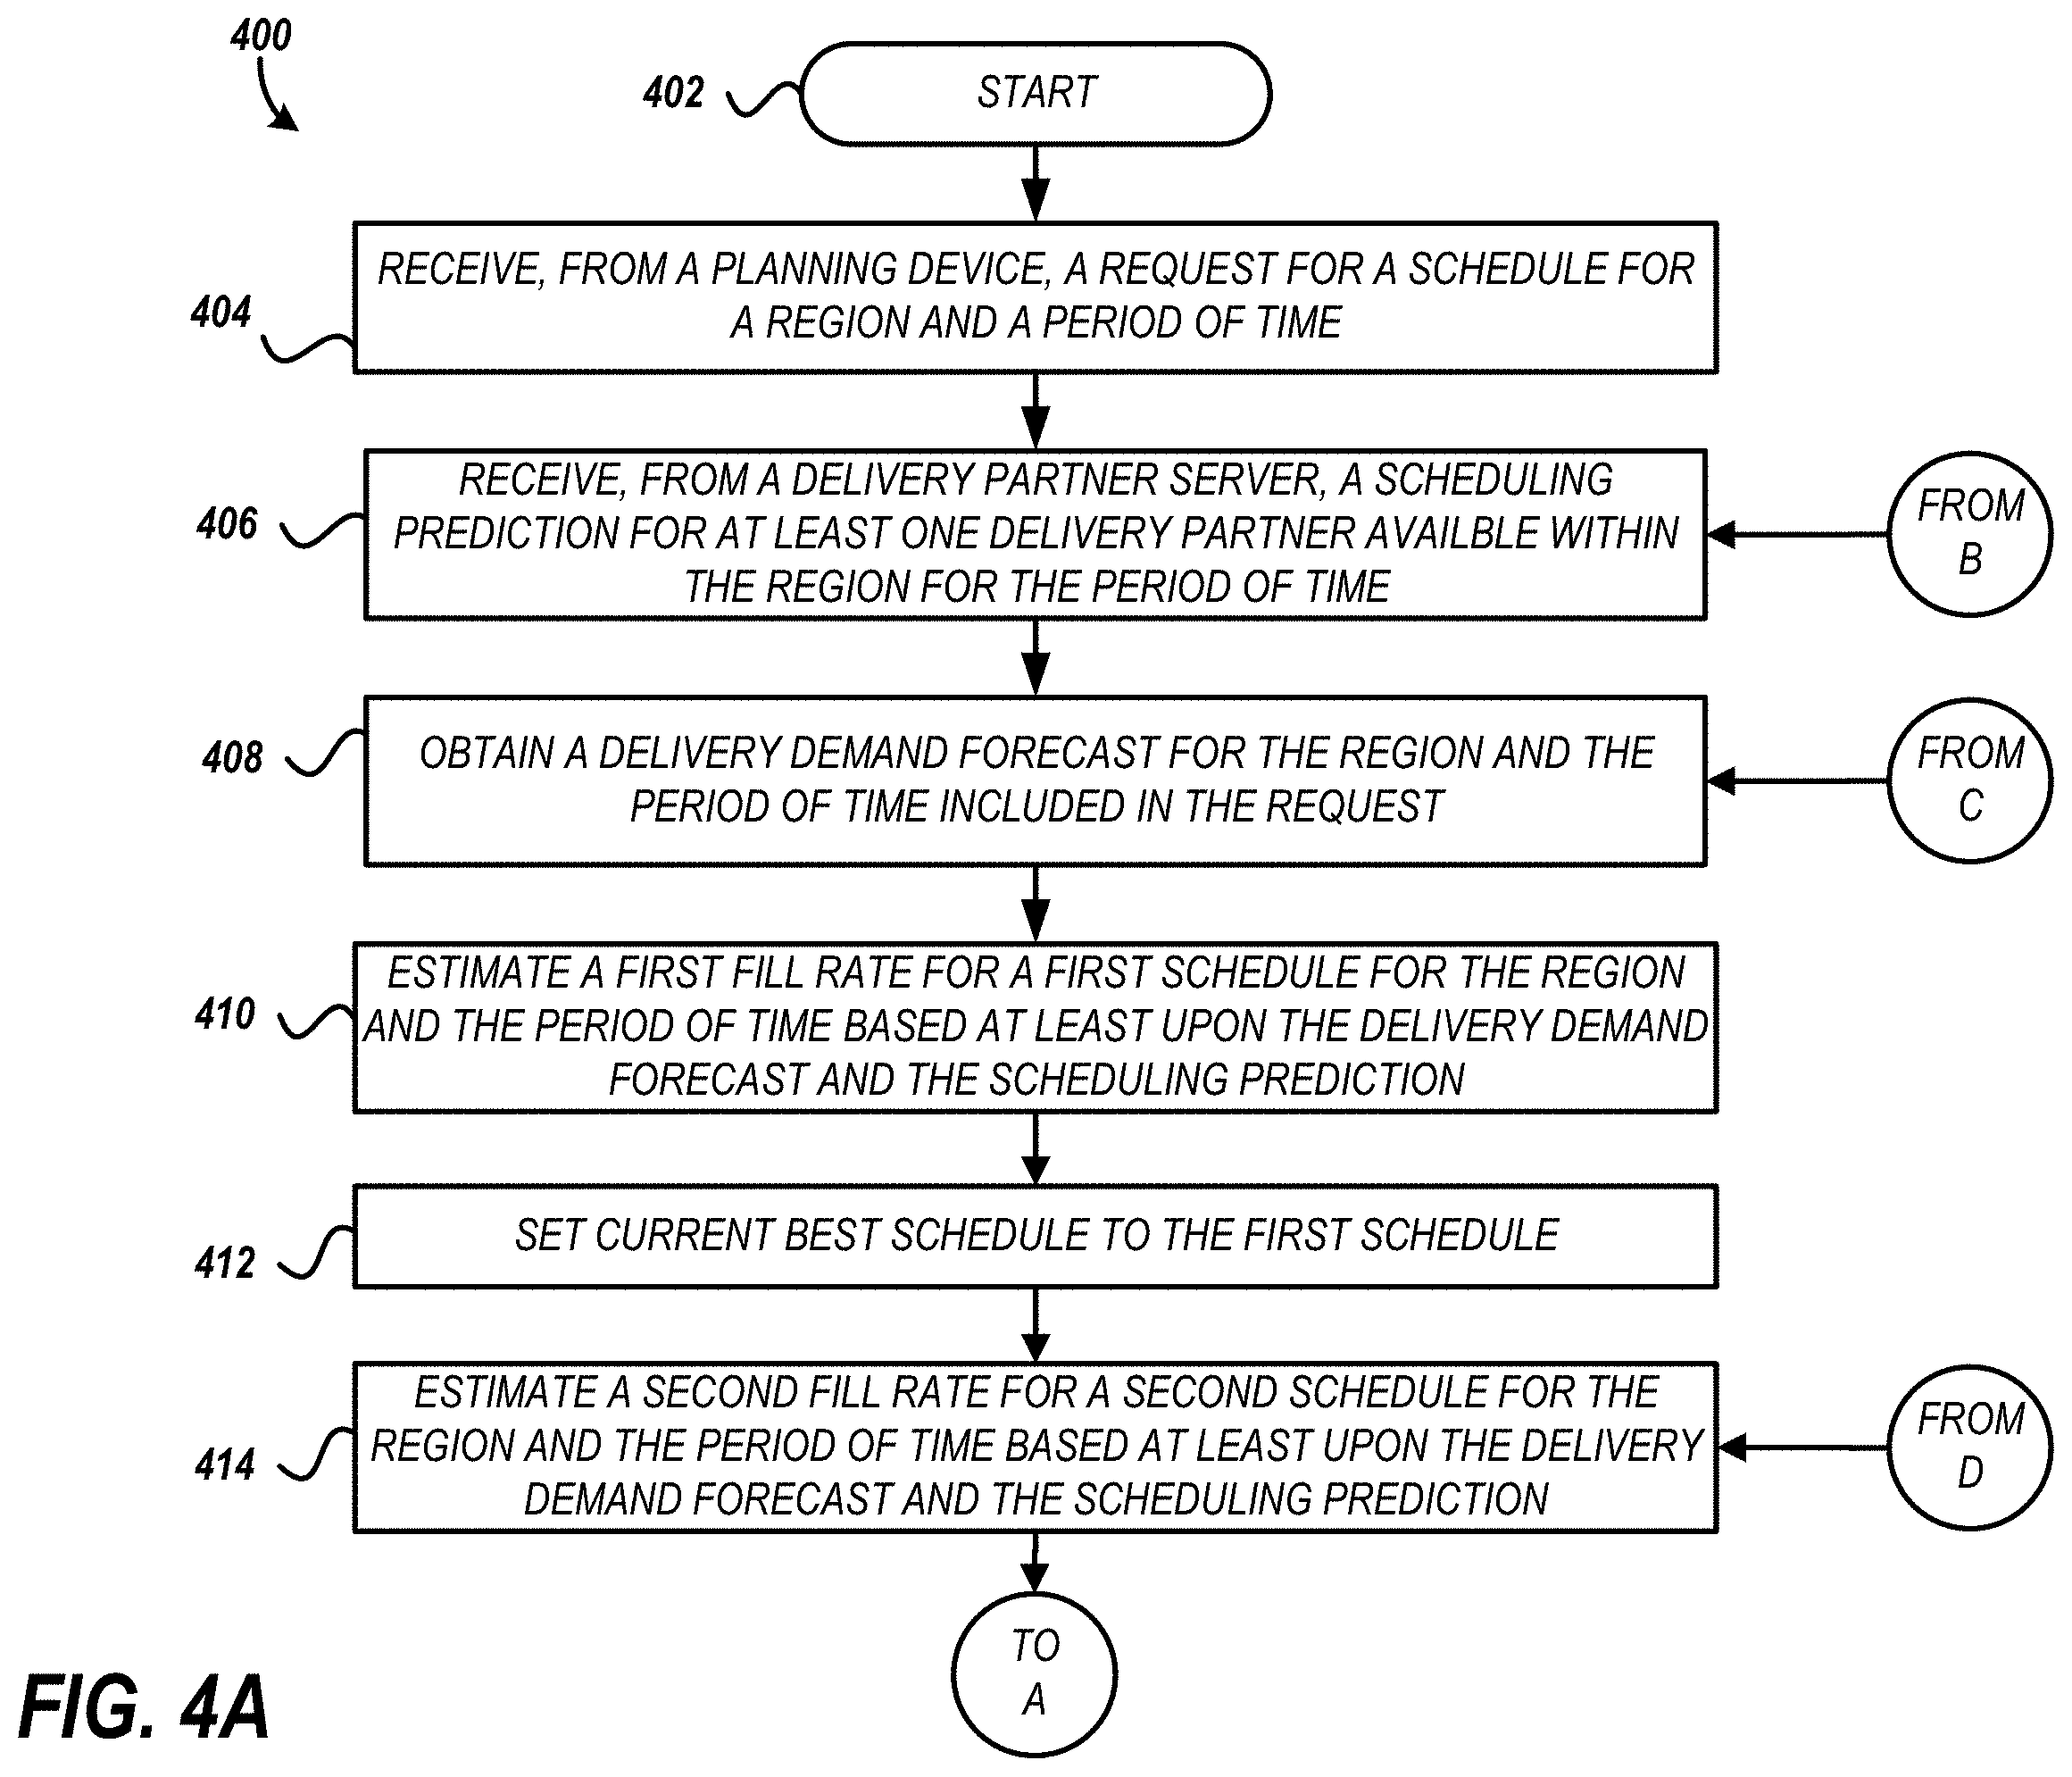 400
402
START
RECEIVE, FROM A PLANNING DEVICE, A REQUEST FOR A SCHEDULE FOR
A REGION AND A PERIOD OF TIME
404
RECEIVE, FROM A DELIVERY PARTNER SERVER, A SCHEDULING
PREDICTION FOR AT LEAST ONE DELIVERY PARTNER AVAILBLE WITHIN
THE REGION FOR THE PERIOD OF TIME
406
FROM
B
408
OBTAIN A DELIVERY DEMAND FORECAST FOR THE REGION AND THE
PERIOD OF TIME INCLUDED IN THE REQUEST
FROM
C
410
ESTIMATE A FIRST FILL RATE FOR A FIRST SCHEDULE FOR THE REGION
AND THE PERIOD OF TIME BASED AT LEAST UPON THE DELIVERY DEMAND
FORECAST AND THE SCHEDULING PREDICTION
412
SET CURRENT BEST SCHEDULE TO THE FIRST SCHEDULE
414
ESTIMATE A SECOND FILL RATE FOR A SECOND SCHEDULE FOR THE
REGION AND THE PERIOD OF TIME BASED AT LEAST UPON THE DELIVERY
DEMAND FORECAST AND THE SCHEDULING PREDICTION
FROM
D
TO
A
FIG. 4A